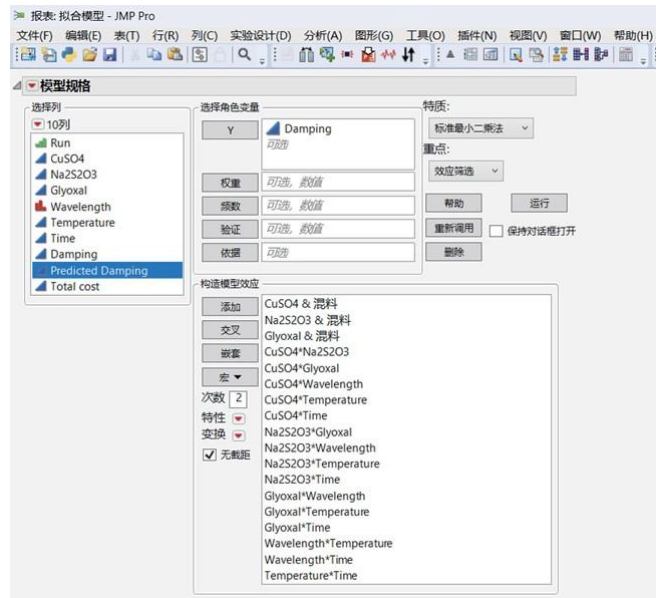 报表: 拟合模型 - JMP Pro
文件(F) 编辑(E) 表(T) 行(R) 列(C) 实验设计(D) 分析(A) 图形(G) 工具(O) 插件(N) 视图(V) 窗口(W) 帮助(H)
模型规格
选择列
10列
Run
CuSO4
Na2S2O3
Glyoxal
Wavelength
Temperature
Time
Damping
Predicted Damping
Total cost
选择角色变量
Y
Damping
可选
权重
可选, 数值
频数
可选, 数值
验证
可选, 数值
依据
可选
特质:
标准最小二乘法
重点:
效应筛选
帮助
运行
重新调用
保持对话框打开
删除
构造模型效应
添加
交叉
嵌套
宏
次数 2
特性
变换
无截距
CuSO4 & 混料
Na2S2O3 & 混料
Glyoxal & 混料
CuSO4*Na2S2O3
CuSO4*Glyoxal
CuSO4*Wavelength
CuSO4*Temperature
CuSO4*Time
Na2S2O3*Glyoxal
Na2S2O3*Wavelength
Na2S2O3*Temperature
Na2S2O3*Time
Glyoxal*Wavelength
Glyoxal*Temperature
Glyoxal*Time
Wavelength*Temperature
Wavelength*Time
Temperature*Time